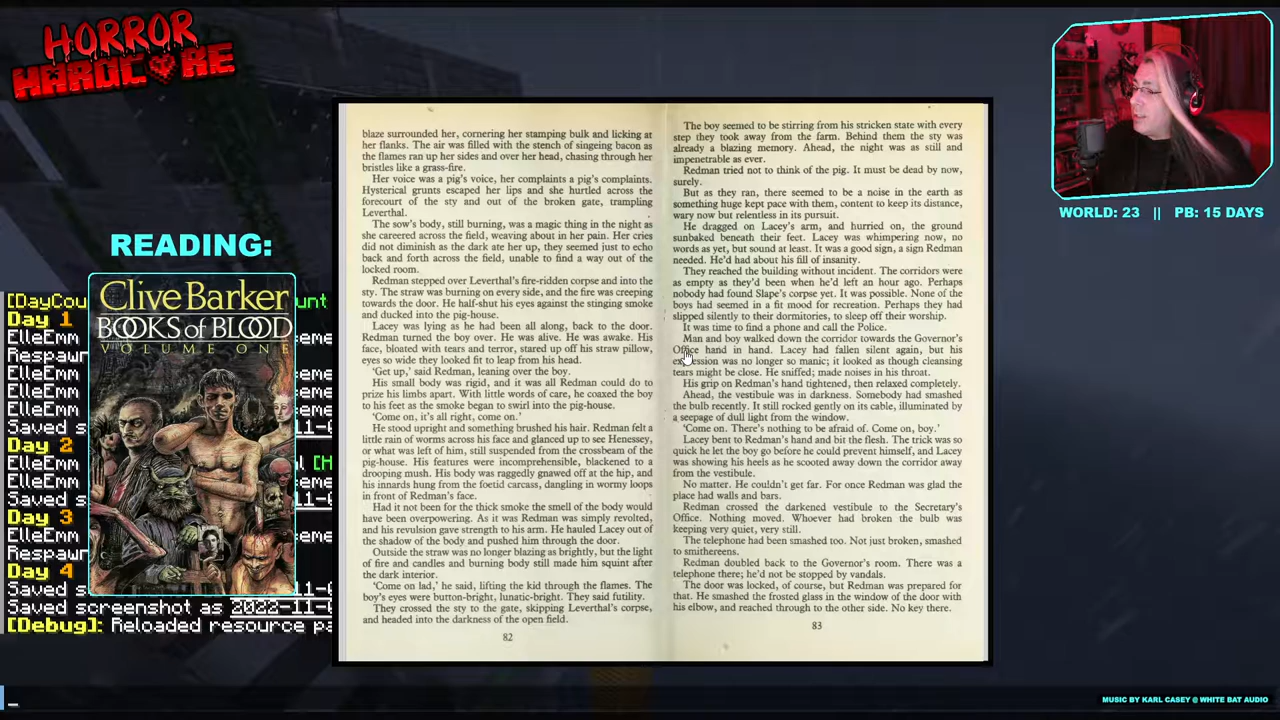 HORROR
HARDCORE
READING:
Clive Barker
BOOKS of BLOOD
VOLUME ONE
[DayCou
Day 1
ElleEmm
Respawn
ElleEmm
ElleEmm
ElleEmm
Saved s
Day 2
ElleEmm
ElleEmm
Saved s
Day 3
ElleEmm
Respawn
Day 4
Saved s
Saved screenshot as 2022-11-0
[Debug]: Reloaded resource pa
blaze surrounded her, cornering her stamping bulk and licking at
her flanks. The air was filled with the stench of singeing bacon as
the flames ran up her sides and over her head, chasing through her
bristles like a grass-fire.
Her voice was a pig's voice, her complaints a pig's complaints.
Hysterical grunts escaped her lips and she hurtled across the
forecourt of the sty and out of the broken gate, trampling
Leverthal.
The sow's body, still burning, was a magic thing in the night as
she careered across the field, weaving about in her pain. Her cries
did not diminish as the dark ate her up, they seemed just to echo
back and forth across the field, unable to find a way out of the
locked room.
Redman stepped over Leverthal's fire-ridden corpse and into the
sty. The straw was burning on every side, and the fire was creeping
towards the door. He half-shut his eyes against the stinging smoke
and ducked into the pig-house.
Lacey was lying as he had been all along, back to the door.
Redman turned the boy over. He was alive. He was awake. His
face, bloated with tears and terror, stared up off his straw pillow,
eyes so wide they looked fit to leap from his head.
'Get up,' said Redman, leaning over the boy.
His small body was rigid, and it was all Redman could do to
prize his limbs apart. With little words of care, he coaxed the boy
to his feet as the smoke began to swirl into the pig-house.
'Come on, it's all right, come on.'
He stood upright and something brushed his hair. Redman felt a
little rain of worms across his face and glanced up to see Henessey,
or what was left of him, still suspended from the crossbeam of the
pig-house. His features were incomprehensible, blackened to a
drooping mush. His body was raggedly gnawed off at the hip, and
his innards hung from the foetid carcass, dangling in wormy loops
in front of Redman's face.
Had it not been for the thick smoke the smell of the body would
have been overpowering. As it was Redman was simply revolted,
and his revulsion gave strength to his arm. He hauled Lacey out of
the shadow of the body and pushed him through the door.
Outside the straw was no longer blazing as brightly, but the light
of fire and candles and burning body still made him squint after
the dark interior.
'Come on lad,' he said, lifting the kid through the flames. The
boy's eyes were button-bright, lunatic-bright. They said futility.
They crossed the sty to the gate, skipping Leverthal's corpse,
and headed into the darkness of the open field.
82
The boy seemed to be stirring from his stricken state with every
step they took away from the farm. Behind them the sty was
already a blazing memory. Ahead, the night was as still and
impenetrable as ever.
Redman tried not to think of the pig. It must be dead by now,
surely.
But as they ran, there seemed to be a noise in the earth as
something huge kept pace with them, content to keep its distance,
wary now but relentless in its pursuit.
He dragged on Lacey's arm, and hurried on, the ground
sunbaked beneath their feet. Lacey was whimpering now, no
words as yet, but sound at least. It was a good sign, a sign Redman
needed. He'd had about his fill of insanity.
They reached the building without incident. The corridors were
as empty as they'd been when he'd left an hour ago. Perhaps
nobody had found Slape's corpse yet. It was possible. None of the
boys had seemed in a fit mood for recreation. Perhaps they had
slipped silently to their dormitories, to sleep off their worship.
It was time to find a phone and call the Police.
Man and boy walked down the corridor towards the Governor's
Office hand in hand. Lacey had fallen silent again, but his
expression was no longer so manic; it looked as though cleansing
tears might be close. He sniffed; made noises in his throat.
His grip on Redman's hand tightened, then relaxed completely.
Ahead, the vestibule was in darkness. Somebody had smashed
the bulb recently. It still rocked gently on its cable, illuminated by
a seepage of dull light from the window.
'Come on. There's nothing to be afraid of. Come on, boy.'
Lacey bent to Redman's hand and bit the flesh. The trick was so
quick he let the boy go before he could prevent himself, and Lacey
was showing his heels as he scooted away down the corridor away
from the vestibule.
No matter. He couldn't get far. For once Redman was glad the
place had walls and bars.
Redman crossed the darkened vestibule to the Secretary's
Office. Nothing moved. Whoever had broken the bulb was
keeping very quiet, very still.
The telephone had been smashed too. Not just broken, smashed
to smithereens.
Redman doubled back to the Governor's room. There was a
telephone there; he'd not be stopped by vandals.
The door was locked, of course, but Redman was prepared for
that. He smashed the frosted glass in the window of the door with
his elbow, and reached through to the other side. No key there.
83
WORLD: 23 || PB: 15 DAYS
MUSIC BY KARL CASEY @ WHITE BAT AUDIO